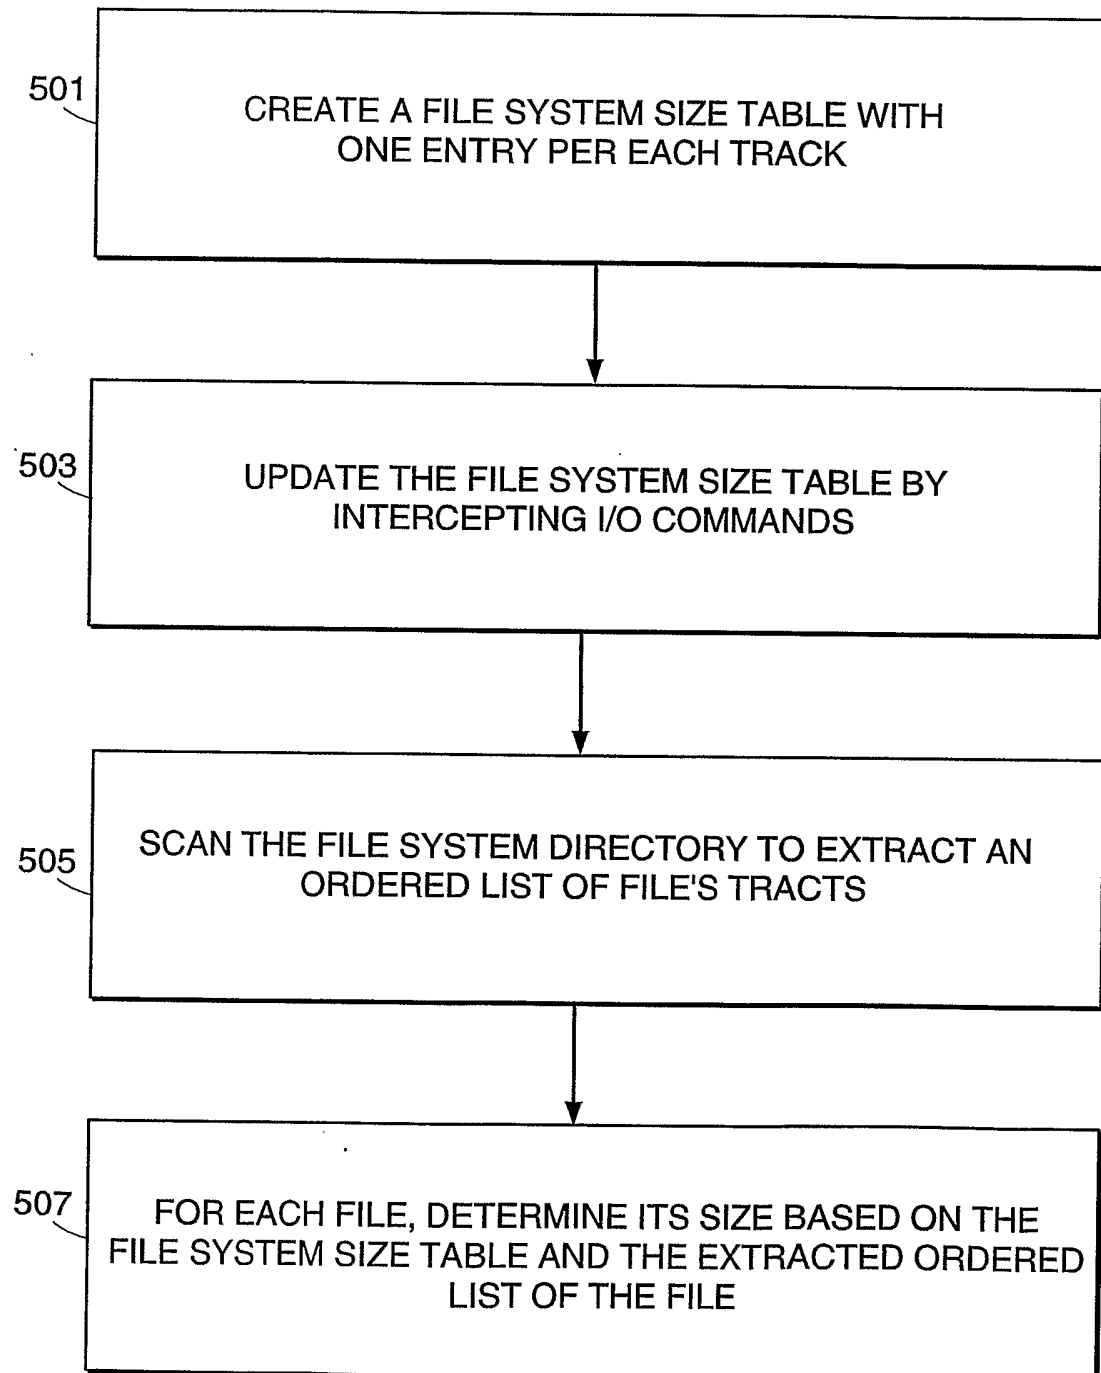 501
CREATE A FILE SYSTEM SIZE TABLE WITH
ONE ENTRY PER EACH TRACK
503
UPDATE THE FILE SYSTEM SIZE TABLE BY
INTERCEPTING I/O COMMANDS
505
SCAN THE FILE SYSTEM DIRECTORY TO EXTRACT AN
ORDERED LIST OF FILE'S TRACTS
507
FOR EACH FILE, DETERMINE ITS SIZE BASED ON THE
FILE SYSTEM SIZE TABLE AND THE EXTRACTED ORDERED
LIST OF THE FILE